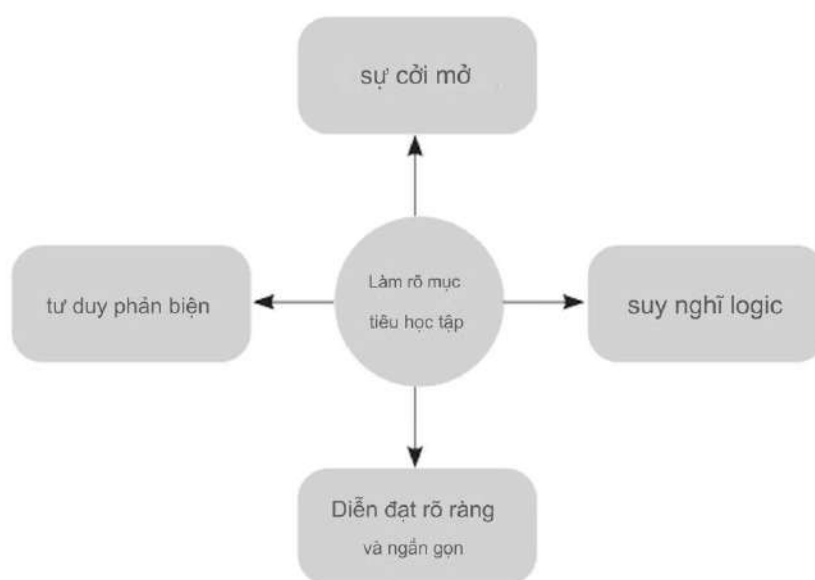 sự cởi mở
tư duy phản biện
Làm rõ mục
tiêu học tập
suy nghĩ logic
Diễn đạt rõ ràng
và ngắn gọn